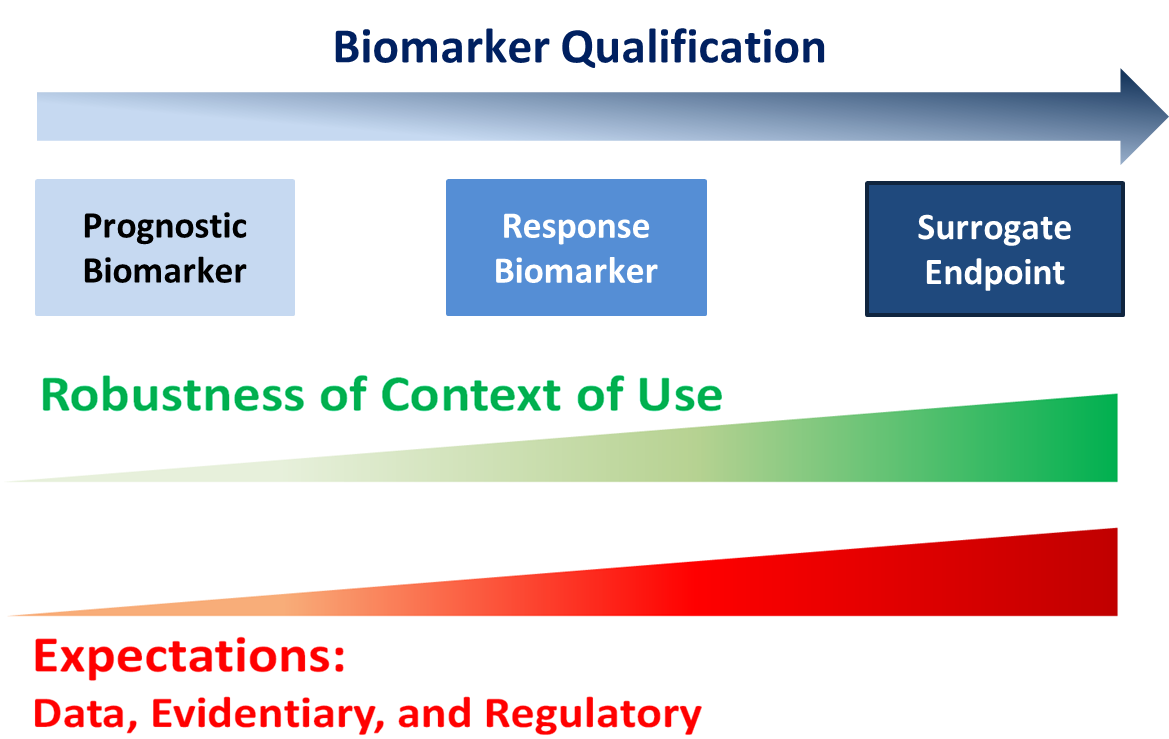 Biomarker Qualification
Prognostic
Biomarker
Response
Biomarker
Surrogate
Endpoint
Robustness of Context of Use
Expectations:
Data, Evidentiary, and Regulatory